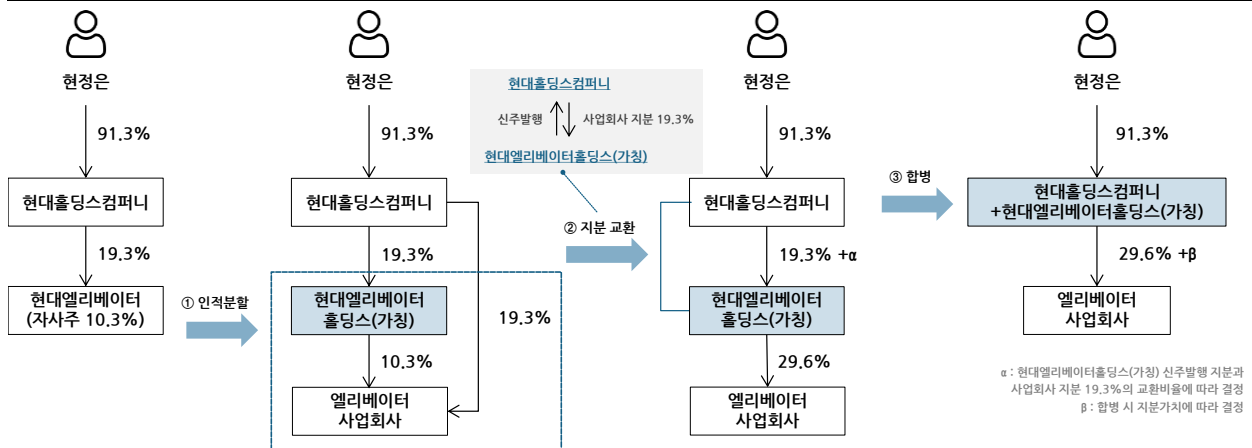 현정은
91.3%
현대홀딩스컴퍼니
19.3%
현대엘리베이터
(자사주 10.3%)
① 인적분할
현정은
91.3%
현대홀딩스컴퍼니
19.3%
현대엘리베이터
홀딩스(가칭)
19.3%
10.3%
엘리베이터
사업회사
현대홀딩스컴퍼니
신주발행
사업회사 지분 19.3%
현대엘리베이터홀딩스(가칭)
② 지분 교환
현정은
91.3%
현대홀딩스컴퍼니
19.3% +α
현대엘리베이터
홀딩스(가칭)
29.6%
엘리베이터
사업회사
③ 합병
현정은
91.3%
현대홀딩스컴퍼니
+현대엘리베이터홀딩스(가칭)
29.6% +β
엘리베이터
사업회사
α : 현대엘리베이터홀딩스(가칭) 신주발행 지분과
사업회사 지분 19.3%의 교환비율에 따라 결정
β : 합병 시 지분가치에 따라 결정